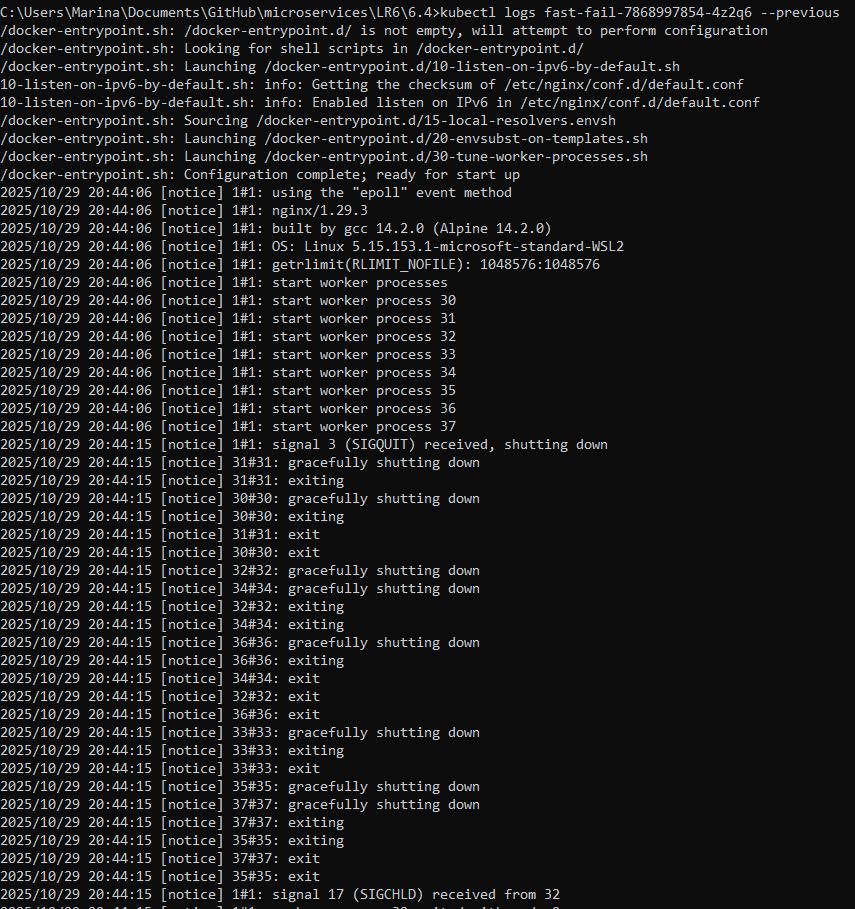 C:\Users\Marina\Documents\GitHub\microservices\LR6\6.4>kubectl logs fast-fail-7868997854-4z2q6 --previous
/docker-entrypoint.sh: /docker-entrypoint.d/ is not empty, will attempt to perform configuration
/docker-entrypoint.sh: Looking for shell scripts in /docker-entrypoint.d/
/docker-entrypoint.sh: Launching /docker-entrypoint.d/10-listen-on-ipv6-by-default.sh
10-listen-on-ipv6-by-default.sh: info: Getting the checksum of /etc/nginx/conf.d/default.conf
10-listen-on-ipv6-by-default.sh: info: Enabled listen on IPv6 in /etc/nginx/conf.d/default.conf
/docker-entrypoint.sh: Sourcing /docker-entrypoint.d/15-local-resolvers.envsh
/docker-entrypoint.sh: Launching /docker-entrypoint.d/20-envsubst-on-templates.sh
/docker-entrypoint.sh: Launching /docker-entrypoint.d/30-tune-worker-processes.sh
/docker-entrypoint.sh: Configuration complete; ready for start up
2025/10/29 20:44:06 [notice] 1#1: using the "epoll" event method
2025/10/29 20:44:06 [notice] 1#1: nginx/1.29.3
2025/10/29 20:44:06 [notice] 1#1: built by gcc 14.2.0 (Alpine 14.2.0)
2025/10/29 20:44:06 [notice] 1#1: OS: Linux 5.15.153.1-microsoft-standard-WSL2
2025/10/29 20:44:06 [notice] 1#1: getrlimit(RLIMIT_NOFILE): 1048576:1048576
2025/10/29 20:44:06 [notice] 1#1: start worker processes
2025/10/29 20:44:06 [notice] 1#1: start worker process 30
2025/10/29 20:44:06 [notice] 1#1: start worker process 31
2025/10/29 20:44:06 [notice] 1#1: start worker process 32
2025/10/29 20:44:06 [notice] 1#1: start worker process 33
2025/10/29 20:44:06 [notice] 1#1: start worker process 34
2025/10/29 20:44:06 [notice] 1#1: start worker process 35
2025/10/29 20:44:06 [notice] 1#1: start worker process 36
2025/10/29 20:44:06 [notice] 1#1: start worker process 37
2025/10/29 20:44:15 [notice] 1#1: signal 3 (SIGQUIT) received, shutting down
2025/10/29 20:44:15 [notice] 31#31: gracefully shutting down
2025/10/29 20:44:15 [notice] 31#31: exiting
2025/10/29 20:44:15 [notice] 30#30: gracefully shutting down
2025/10/29 20:44:15 [notice] 30#30: exiting
2025/10/29 20:44:15 [notice] 31#31: exit
2025/10/29 20:44:15 [notice] 30#30: exit
2025/10/29 20:44:15 [notice] 32#32: gracefully shutting down
2025/10/29 20:44:15 [notice] 34#34: gracefully shutting down
2025/10/29 20:44:15 [notice] 32#32: exiting
2025/10/29 20:44:15 [notice] 34#34: exiting
2025/10/29 20:44:15 [notice] 36#36: gracefully shutting down
2025/10/29 20:44:15 [notice] 36#36: exiting
2025/10/29 20:44:15 [notice] 34#34: exit
2025/10/29 20:44:15 [notice] 32#32: exit
2025/10/29 20:44:15 [notice] 36#36: exit
2025/10/29 20:44:15 [notice] 33#33: gracefully shutting down
2025/10/29 20:44:15 [notice] 33#33: exiting
2025/10/29 20:44:15 [notice] 33#33: exit
2025/10/29 20:44:15 [notice] 35#35: gracefully shutting down
2025/10/29 20:44:15 [notice] 37#37: gracefully shutting down
2025/10/29 20:44:15 [notice] 37#37: exiting
2025/10/29 20:44:15 [notice] 35#35: exiting
2025/10/29 20:44:15 [notice] 37#37: exit
2025/10/29 20:44:15 [notice] 35#35: exit
2025/10/29 20:44:15 [notice] 1#1: signal 17 (SIGCHLD) received from 32